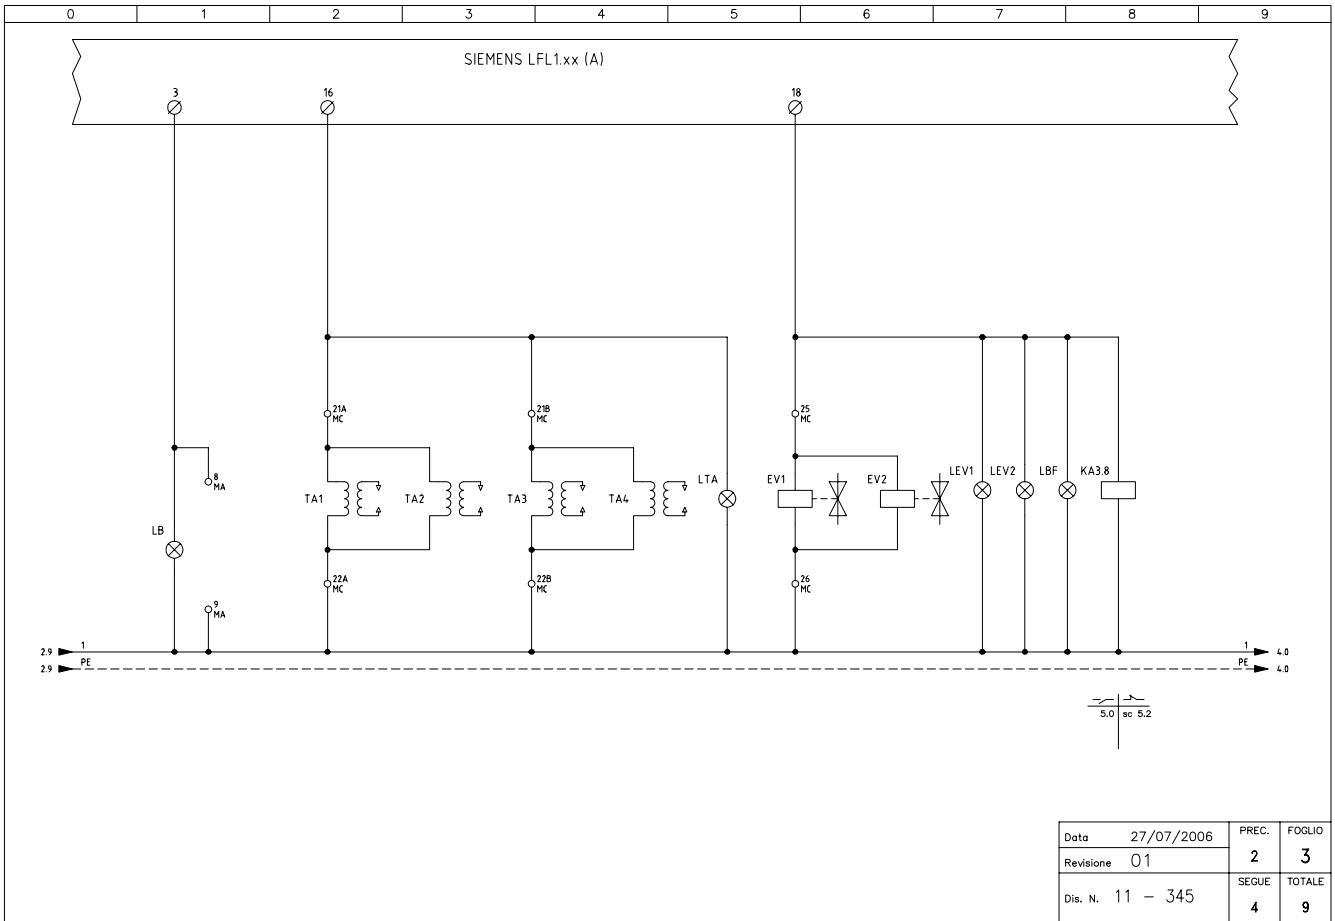 0 1 2 3 4 5 6 7 8 9
SIEMENS LFL1.xx (A)
3 16 18
21A
MC
21B
MC
25
MC
8
MA
TA1 TA2 TA3 TA4 LTA EV1 EV2 LEV1 LEV2 LBF KA3.8
LB
22A
MC
22B
MC
26
MC
9
MA
2.9 1 1 4.0
2.9 PE PE 4.0
5.0 sc 5.2
Data 27/07/2006
Revisione 01
Dis. N. 11 - 345
PREC.
2
FOGLIO
3
SEGUE
4
TOTALE
9